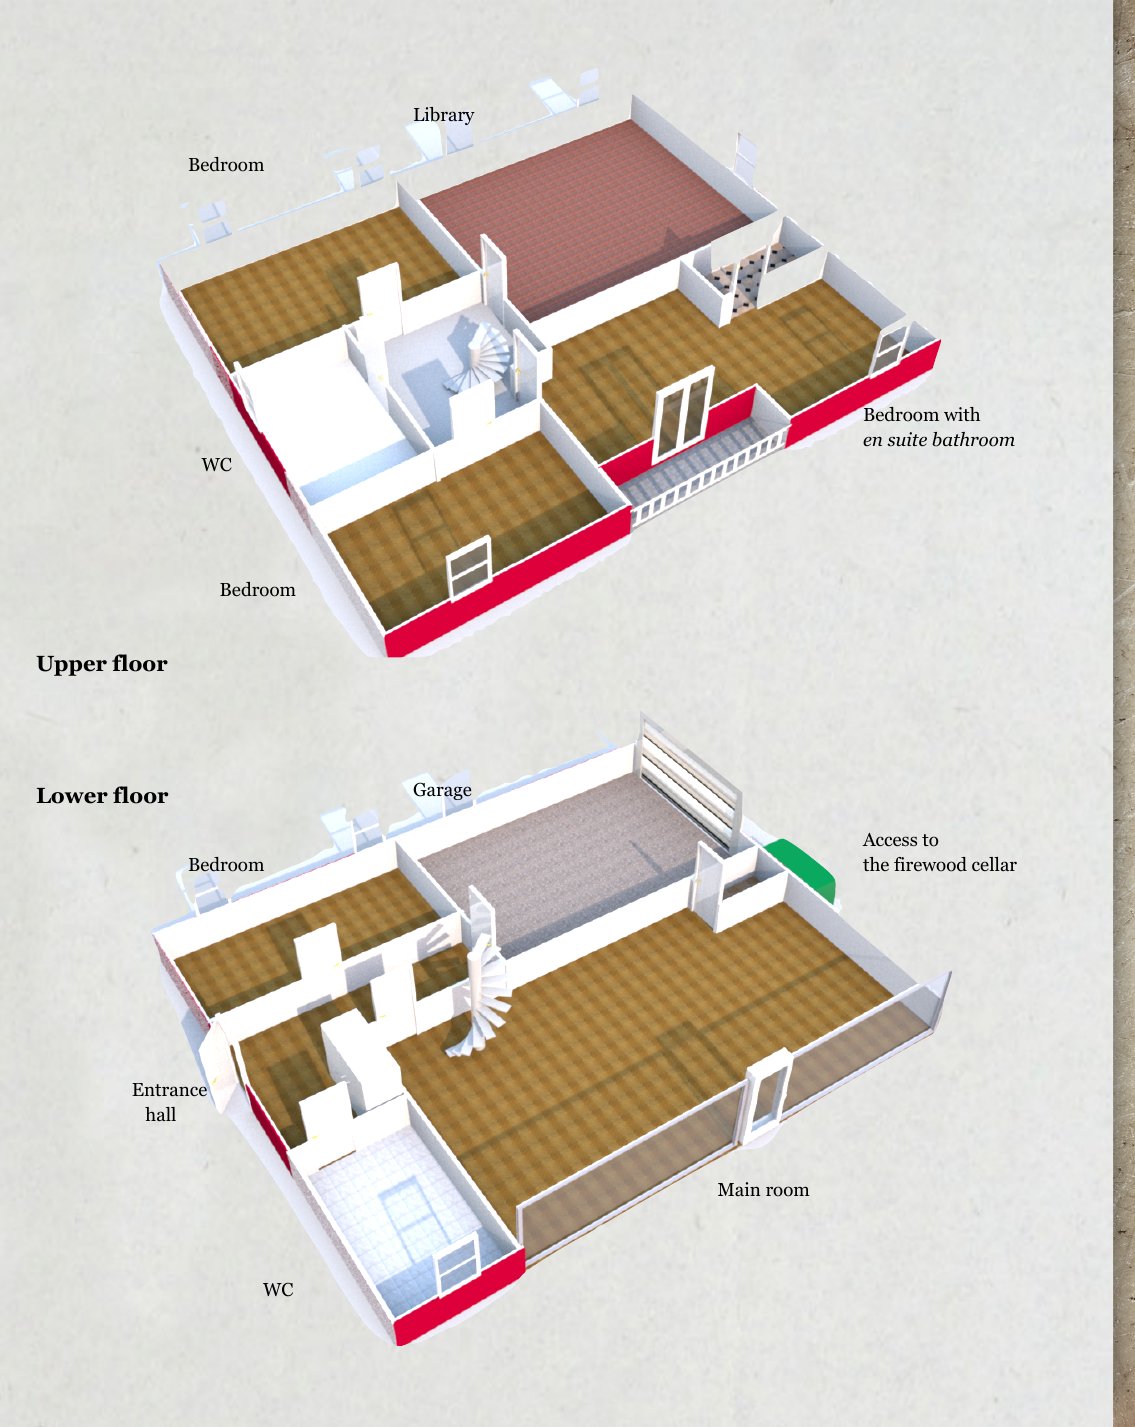 Library
Bedroom
Bedroom with
en suite bathroom
WC
Bedroom
Upper floor
Lower floor
Garage
Access to
the firewood cellar
Bedroom
Entrance
hall
Main room
WC